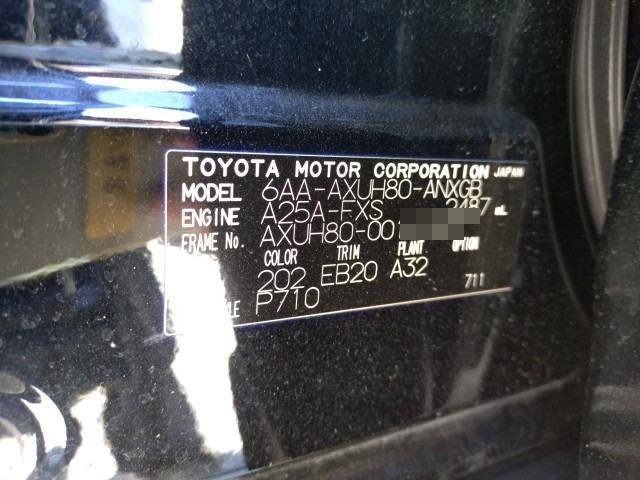 TOYOTA MOTOR CORPORATION JAPAN
MODEL 6AA-AXUH80-ANXGB
ENGINE A25A-FXS 2487 mL
FRAME No. AXUH80-00
COLOR TRIM PLANT OPTION
202 EB20 A32 711
P710